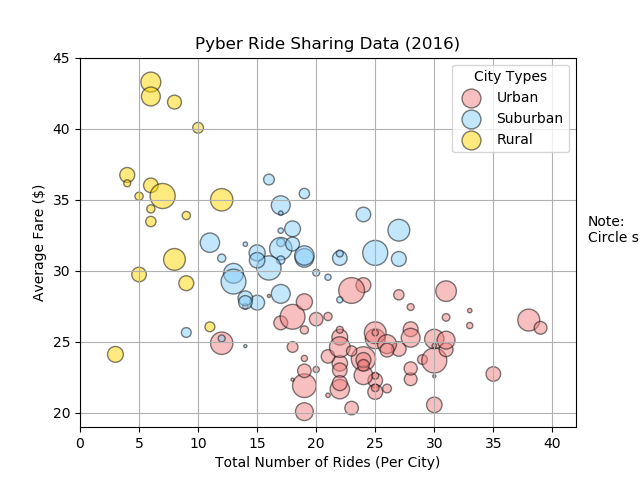 Pyber Ride Sharing Data (2016)
City Types
Urban
Suburban
Rural
45
40
35
30
25
20
Average Fare ($)
0 5 10 15 20 25 30 35 40
Total Number of Rides (Per City)
Note:
Circle s